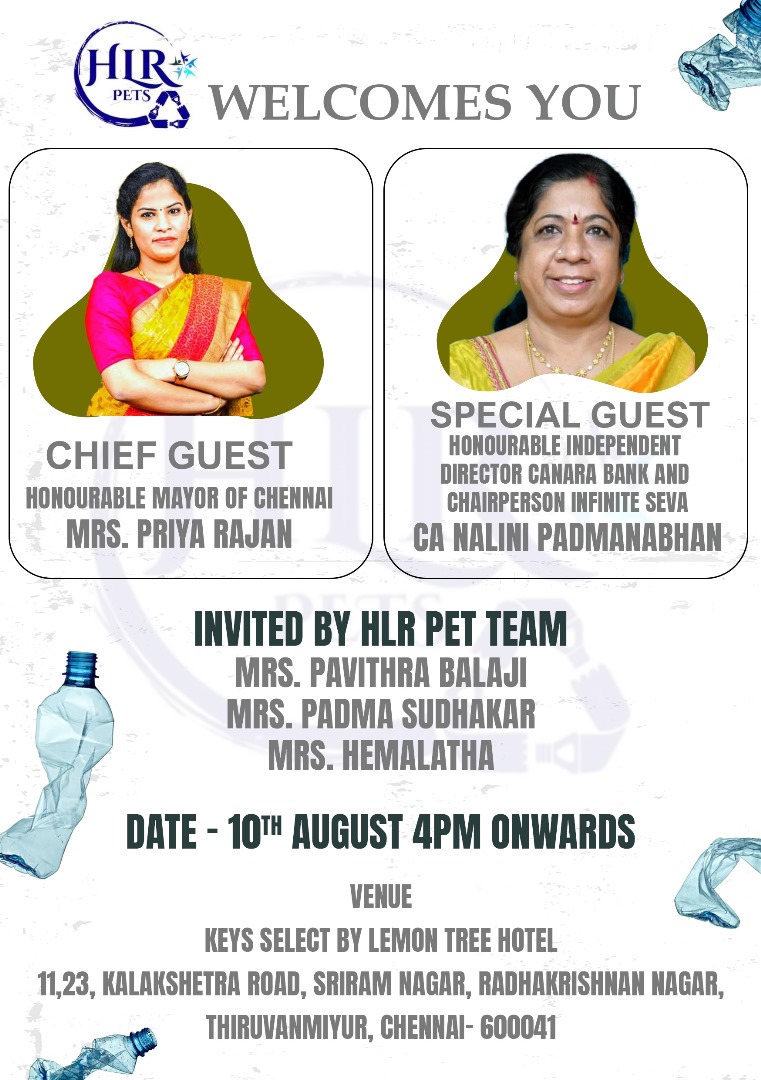 HLR
PETS
WELCOMES YOU
CHIEF GUEST
HONOURABLE MAYOR OF CHENNAI
MRS. PRIYA RAJAN
SPECIAL GUEST
HONOURABLE INDEPENDENT
DIRECTOR CANARA BANK AND
CHAIRPERSON INFINITE SEVA
CA NALINI PADMANABHAN
HLR
PETS
INVITED BY HLR PET TEAM
MRS. PAVITHRA BALAJI
MRS. PADMA SUDHAKAR
MRS. HEMALATHA
DATE - 10TH AUGUST 4PM ONWARDS
VENUE
KEYS SELECT BY LEMON TREE HOTEL
11,23, KALAKSHETRA ROAD, SRIRAM NAGAR, RADHAKRISHNAN NAGAR,
THIRUVANMIYUR, CHENNAI- 600041